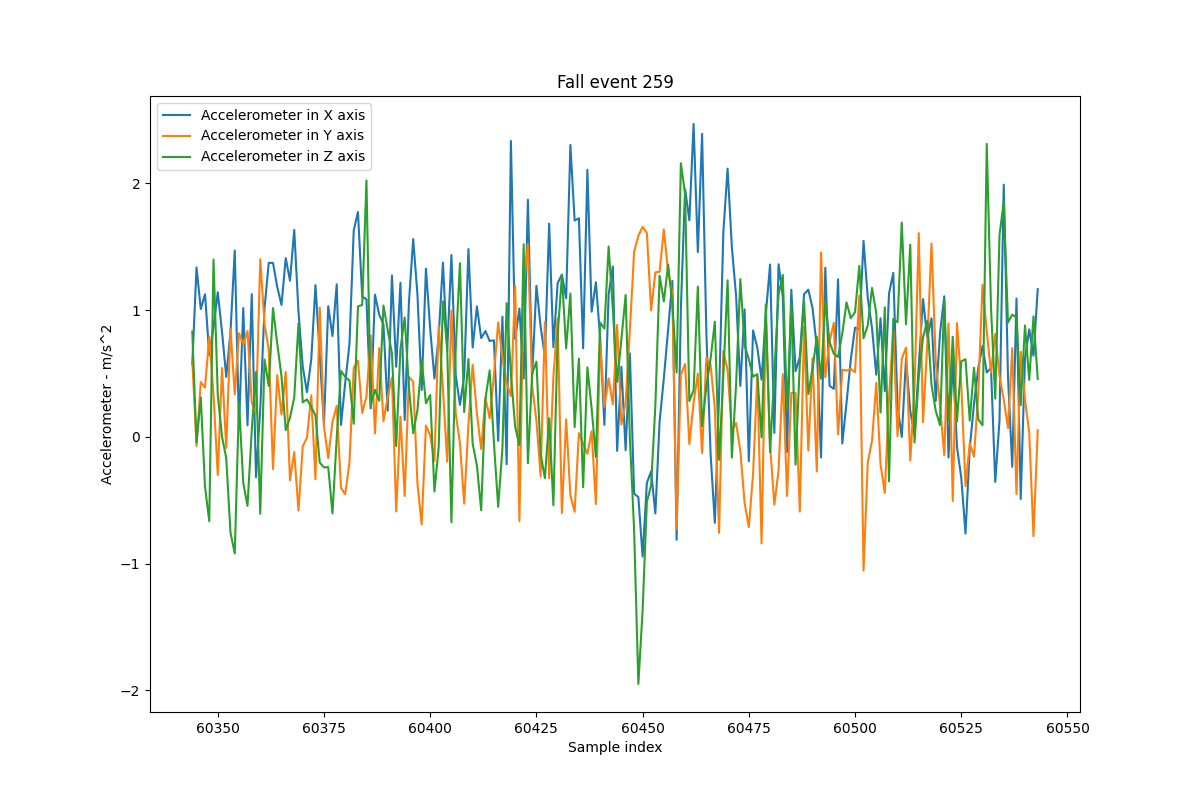 Fall event 259
Accelerometer in X axis
Accelerometer in Y axis
Accelerometer in Z axis
Accelerometer - m/s^2
2
1
0
−1
−2
60350 60375 60400 60425 60450 60475 60500 60525 60550
Sample index